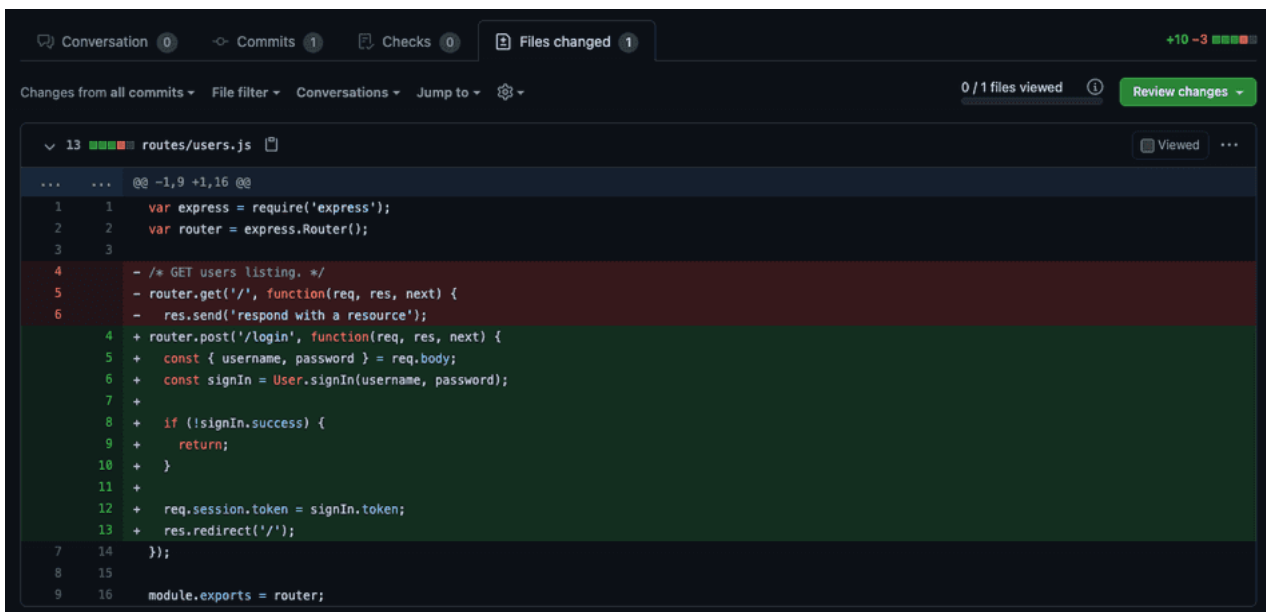 Conversation 0 Commits 1 Checks 0 Files changed 1 +10 −3
Changes from all commits File filter Conversations Jump to 0 / 1 files viewed Review changes
13 routes/users.js Viewed ...
... ... @@ -1,9 +1,16 @@
1 1 var express = require('express');
2 2 var router = express.Router();
3 3
4 - /* GET users listing. */
5 - router.get('/', function(req, res, next) {
6 - res.send('respond with a resource');
4 + router.post('/login', function(req, res, next) {
5 + const { username, password } = req.body;
6 + const signIn = User.signIn(username, password);
7 +
8 + if (!signIn.success) {
9 + return;
10 + }
11 +
12 + req.session.token = signIn.token;
13 + res.redirect('/');
7 14 });
8 15
9 16 module.exports = router;